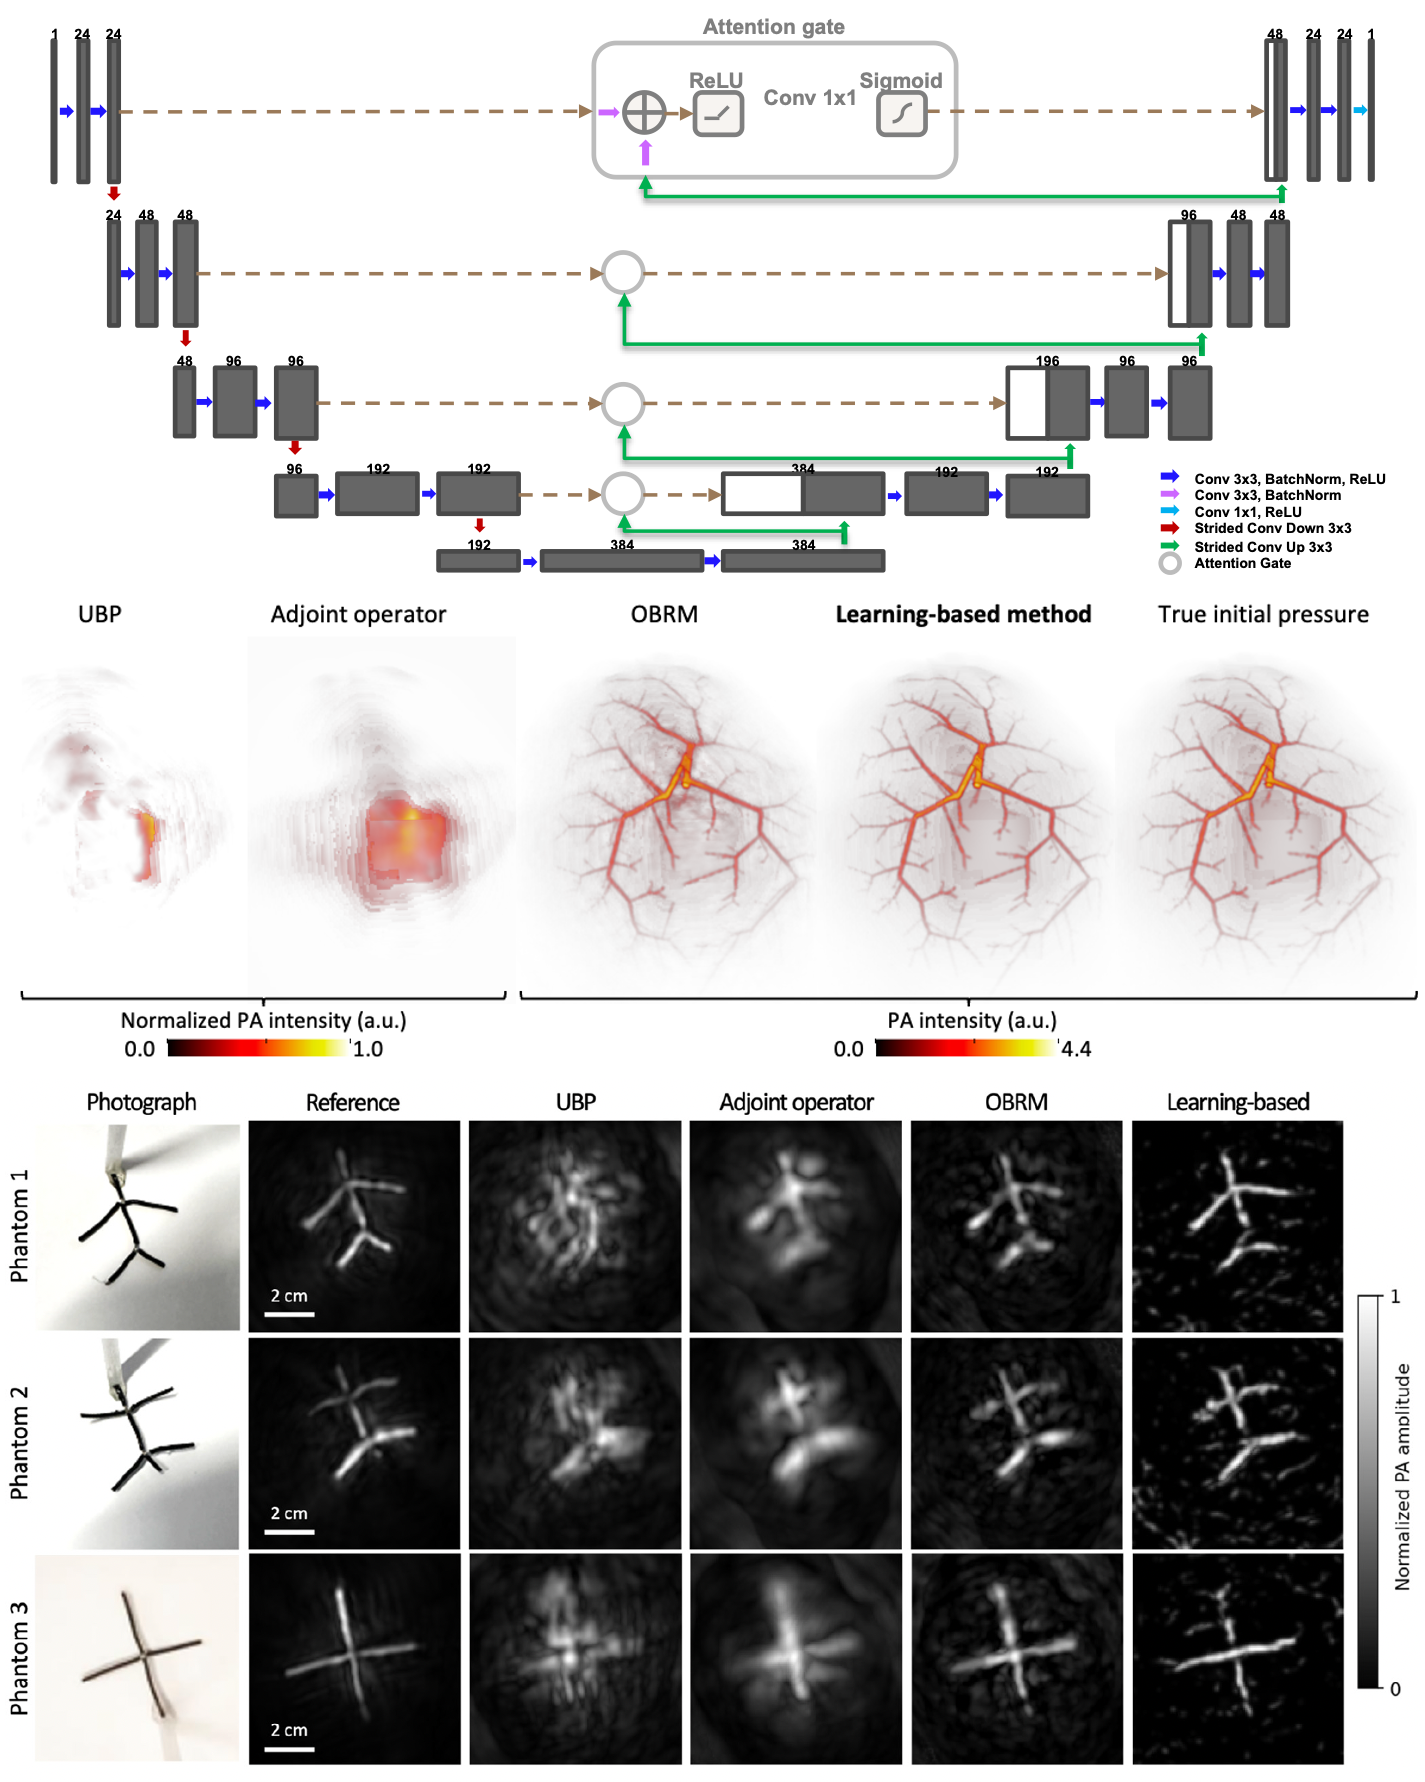 Attention gate
1 24 24
ReLU
Conv 1x1
Sigmoid
48 24 24 1
24 48 48
96 48 48
48 96 96
196 96 96
96 192 192
384 192 192
192 384 384
Conv 3x3, BatchNorm, ReLU
Conv 3x3, BatchNorm
Conv 1x1, ReLU
Strided Conv Down 3x3
Strided Conv Up 3x3
Attention Gate
UBP Adjoint operator OBRM Learning-based method True initial pressure
Normalized PA intensity (a.u.)
0.0 1.0
PA intensity (a.u.)
0.0 4.4
Photograph Reference UBP Adjoint operator OBRM Learning-based
Phantom 1
2 cm
Phantom 2
2 cm
Phantom 3
2 cm
1
Normalized PA amplitude
0